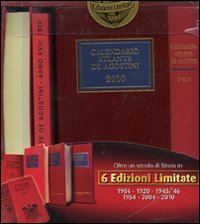 Edizioni
Limitate
CALENDARIO
ATLANTE
DE AGOSTINI
2010
CALENDARIO
ATLANTE
DE AGOSTINI
TE DE AGOSTINI - ANNO XVII 1920
Oltre un secolo di Storia in
6 Edizioni Limitate
1904 - 1920 - 1945/'46
1954 - 2004 - 2010